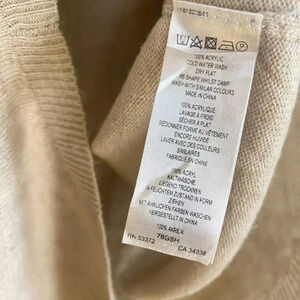 100% ACRYLIC
COLD WATER WASH
DRY FLAT
RE-SHAPE WHILST DAMP
WASH WITH SIMILAR COLOURS
MADE IN CHINA
100% ACRYLIQUE
LAVAGE A FROID
SÉCHER A PLAT
REDONNER FORME AU VÊTEMENT
ENCORE HUMIDE
LAVER AVEC DES COULEURS
SIMILAIRES
FABRIQUE EN CHINE
100% ACRYL
KALTWÄSCHE
LIEGEND TROCKNEN
IN FEUCHTEM ZUSTAND IN FORM
ZIEHEN
MIT ÄHNLICHEN FARBEN WASCHEN
HERGESTELLT IN CHINA
100% AKRILIK
RN 53372 76GSH CA 34338